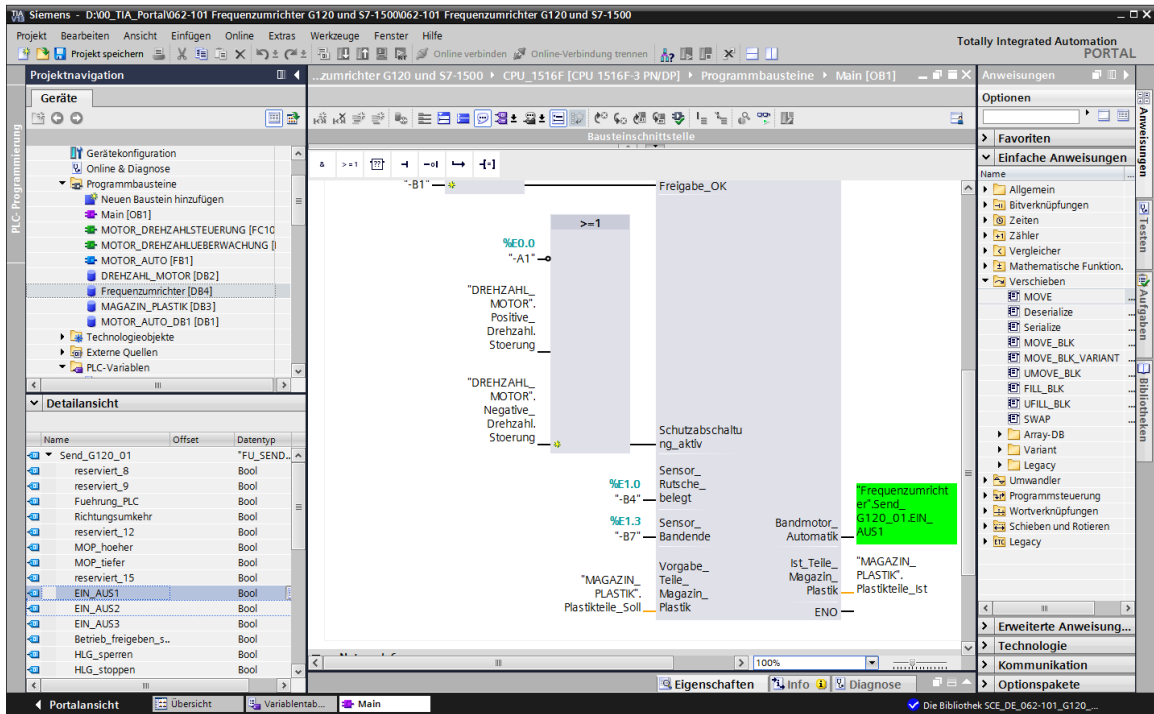 Siemens - D:\00_TIA_Portal\062-101 Frequenzumrichter G120 und S7-1500\062-101 Frequenzumrichter G120 und S7-1500
Projekt Bearbeiten Ansicht Einfügen Online Extras Werkzeuge Fenster Hilfe
Totally Integrated Automation
PORTAL
Projekt speichern
Online verbinden
Online-Verbindung trennen
Projektnavigation
...zumrichter G120 und S7-1500 CPU_1516F [CPU 1516F-3 PN/DP] Programmbausteine Main [OB1]
Anweisungen
Geräte
Optionen
PLC-Programmierung
Bausteinschnittstelle
Gerätekonfiguration
Online & Diagnose
Programmbausteine
Neuen Baustein hinzufügen
Main [OB1]
MOTOR_DREHZAHLSTEUERUNG [FC10
MOTOR_DREHZAHLUEBERWACHUNG [
MOTOR_AUTO [FB1]
DREHZAHL_MOTOR [DB2]
Frequenzumrichter [DB4]
MAGAZIN_PLASTIK [DB3]
MOTOR_AUTO_DB1 [DB1]
Technologieobjekte
Externe Quellen
PLC-Variablen
Detailansicht
Name Offset Datentyp
Send_G120_01 "FU_SEND..
reserviert_8 Bool
reserviert_9 Bool
Fuehrung_PLC Bool
Richtungsumkehr Bool
reserviert_12 Bool
MOP_hoeher Bool
MOP_tiefer Bool
reserviert_15 Bool
EIN_AUS1 Bool
EIN_AUS2 Bool
EIN_AUS3 Bool
Betrieb_freigeben_s.. Bool
HLG_sperren Bool
HLG_stoppen Bool
& >=1 [??] -| -o| -[=]
"-B1"
Freigabe_OK
>=1
%E0.0
"-A1"
"DREHZAHL_
MOTOR".
Positive_
Drehzahl.
Stoerung
"DREHZAHL_
MOTOR".
Negative_
Drehzahl.
Stoerung
Schutzabschaltu
ng_aktiv
%E1.0
"-B4"
Sensor_
Rutsche_
belegt
%E1.3
"-B7"
Sensor_
Bandende
Bandmotor_
Automatik
"Frequenzumricht
er".Send_
G120_01.EIN_
AUS1
"MAGAZIN_
PLASTIK".
Plastikteile_Soll
Vorgabe_
Teile_
Magazin_
Plastik
Ist_Teile_
Magazin_
Plastik
"MAGAZIN_
PLASTIK".
Plastikteile_Ist
ENO
100%
Eigenschaften Info Diagnose
Favoriten
Einfache Anweisungen
Name
Allgemein
Bitverknüpfungen
Zeiten
Zähler
Vergleicher
Mathematische Funktion.
Verschieben
MOVE
Deserialize
Serialize
MOVE_BLK
MOVE_BLK_VARIANT
UMOVE_BLK
FILL_BLK
UFILL_BLK
SWAP
Array-DB
Variant
Legacy
Umwandler
Programmsteuerung
Wortverknüpfungen
Schieben und Rotieren
Legacy
Erweiterte Anweisung...
Technologie
Kommunikation
Optionspakete
Anweisungen
Testen
Aufgaben
Bibliotheken
Portalansicht Übersicht Variablentab... Main
Die Bibliothek SCE_DE_062-101_G120_...